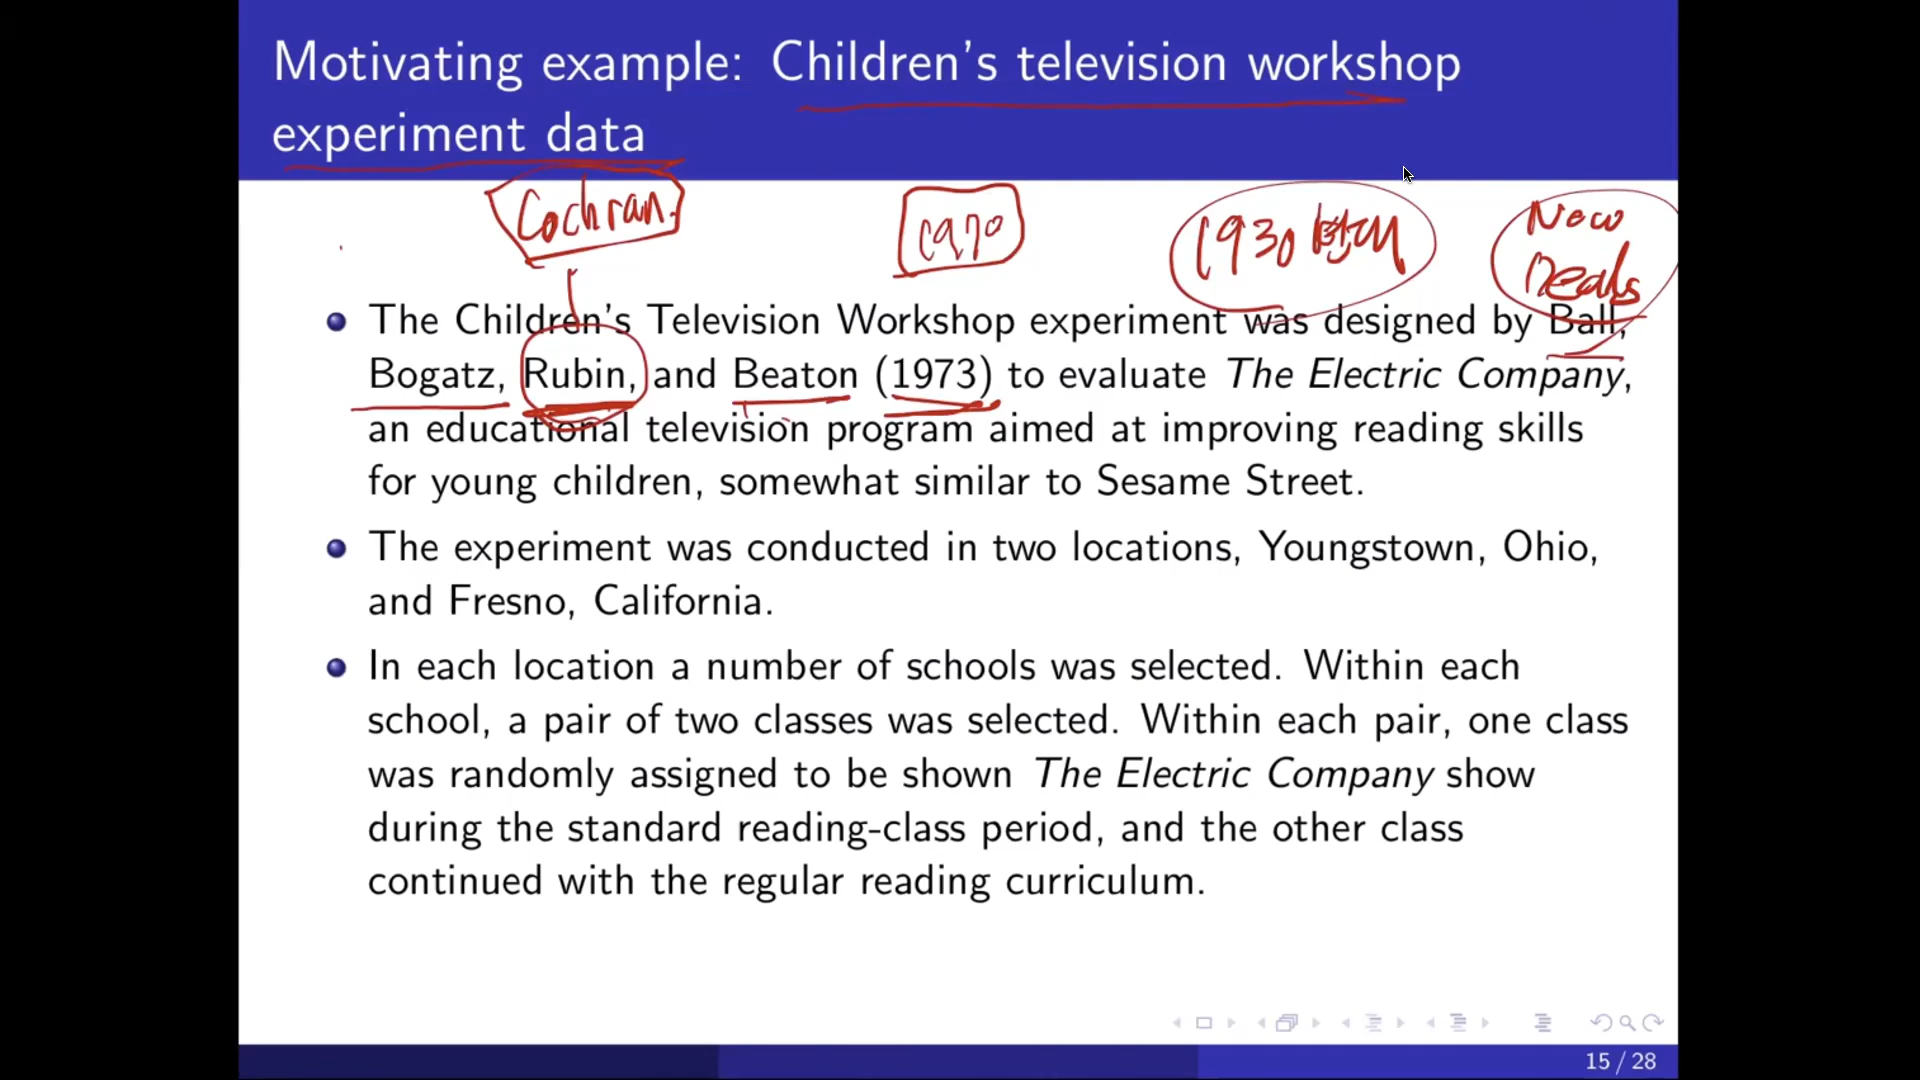 Motivating example: Children's television workshop
experiment data
Cochran.
1970
1930
New
Deals
The Children's Television Workshop experiment was designed by Ball,
Bogatz, Rubin, and Beaton (1973) to evaluate The Electric Company,
an educational television program aimed at improving reading skills
for young children, somewhat similar to Sesame Street.
The experiment was conducted in two locations, Youngstown, Ohio,
and Fresno, California.
In each location a number of schools was selected. Within each
school, a pair of two classes was selected. Within each pair, one class
was randomly assigned to be shown The Electric Company show
during the standard reading-class period, and the other class
continued with the regular reading curriculum.
15 / 28